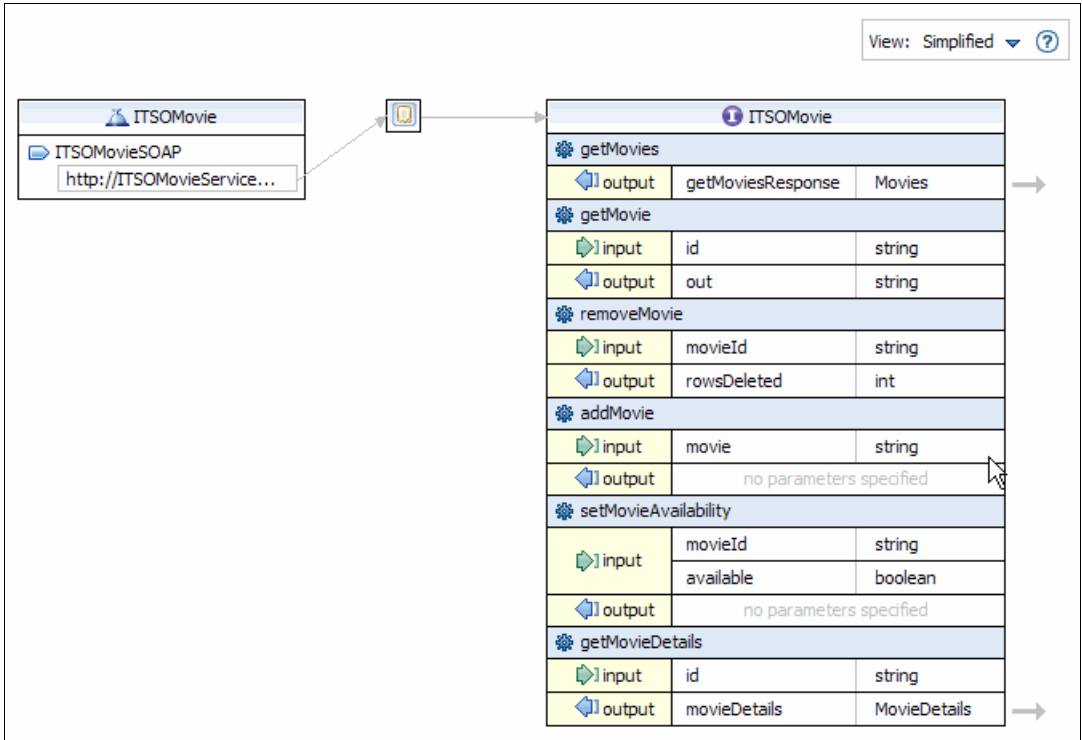 View: Simplified
ITSOMovie
ITSOMovieSOAP
http://ITSOMovieService...
ITSOMovie
getMovies
output getMoviesResponse Movies
getMovie
input id string
output out string
removeMovie
input movieId string
output rowsDeleted int
addMovie
input movie string
output no parameters specified
setMovieAvailability
input movieId string
available boolean
output no parameters specified
getMovieDetails
input id string
output movieDetails MovieDetails